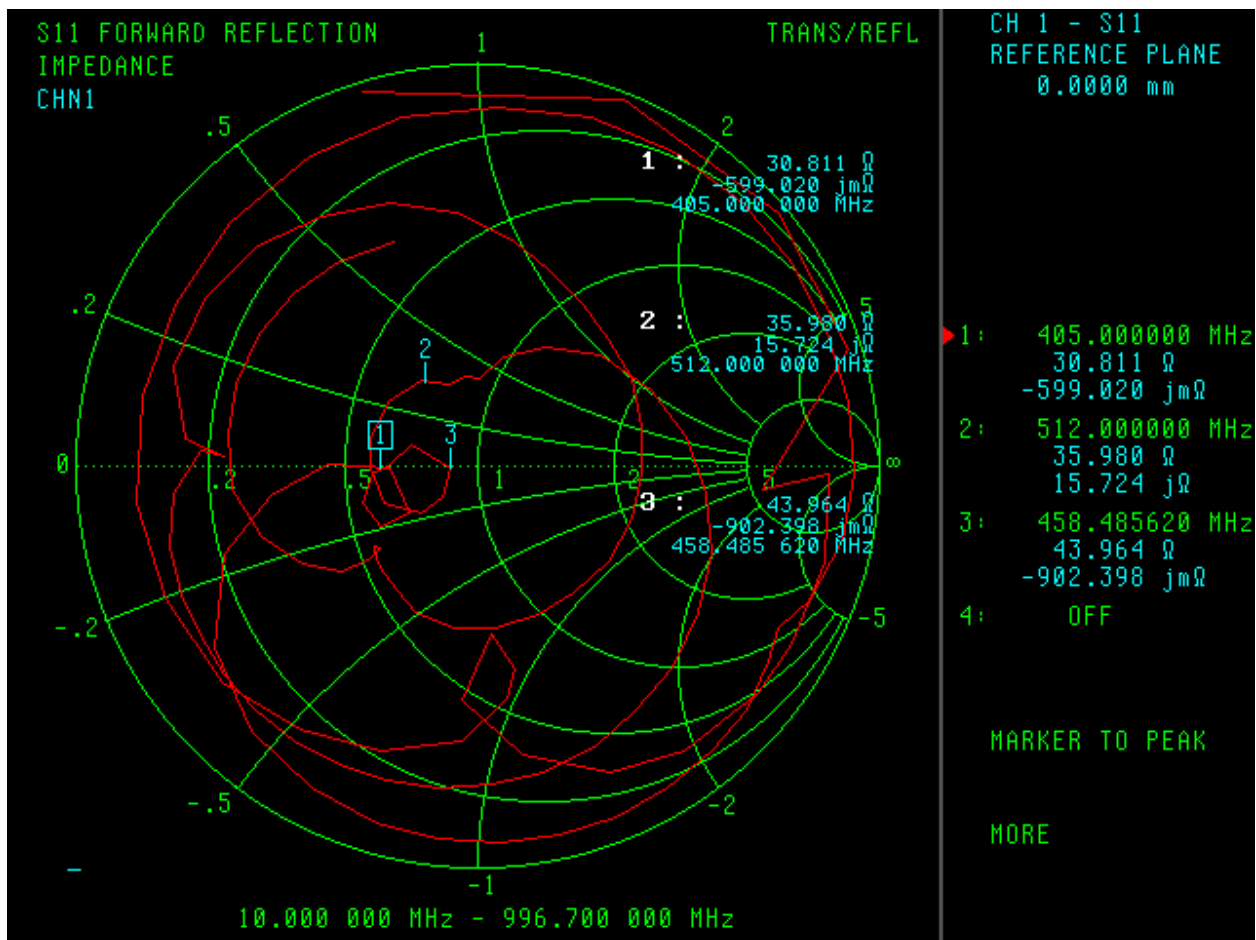 S11 FORWARD REFLECTION
TRANS/REFL
IMPEDANCE
CHN1
1
.5
2
.2
5
0
.2
.5
1
2
5
∞
-.2
-5
-.5
-2
-1
1 :
30.811 Ω
-599.020 jmΩ
405.000 000 MHz
2 :
35.980 Ω
15.724 jΩ
512.000 000 MHz
3 :
43.964 Ω
-902.398 jmΩ
458.485 620 MHz
2
1
3
10.000 000 MHz - 996.700 000 MHz
CH 1 - S11
REFERENCE PLANE
0.0000 mm
1: 405.000000 MHz
30.811 Ω
-599.020 jmΩ
2: 512.000000 MHz
35.980 Ω
15.724 jΩ
3: 458.485620 MHz
43.964 Ω
-902.398 jmΩ
4: OFF
MARKER TO PEAK
MORE